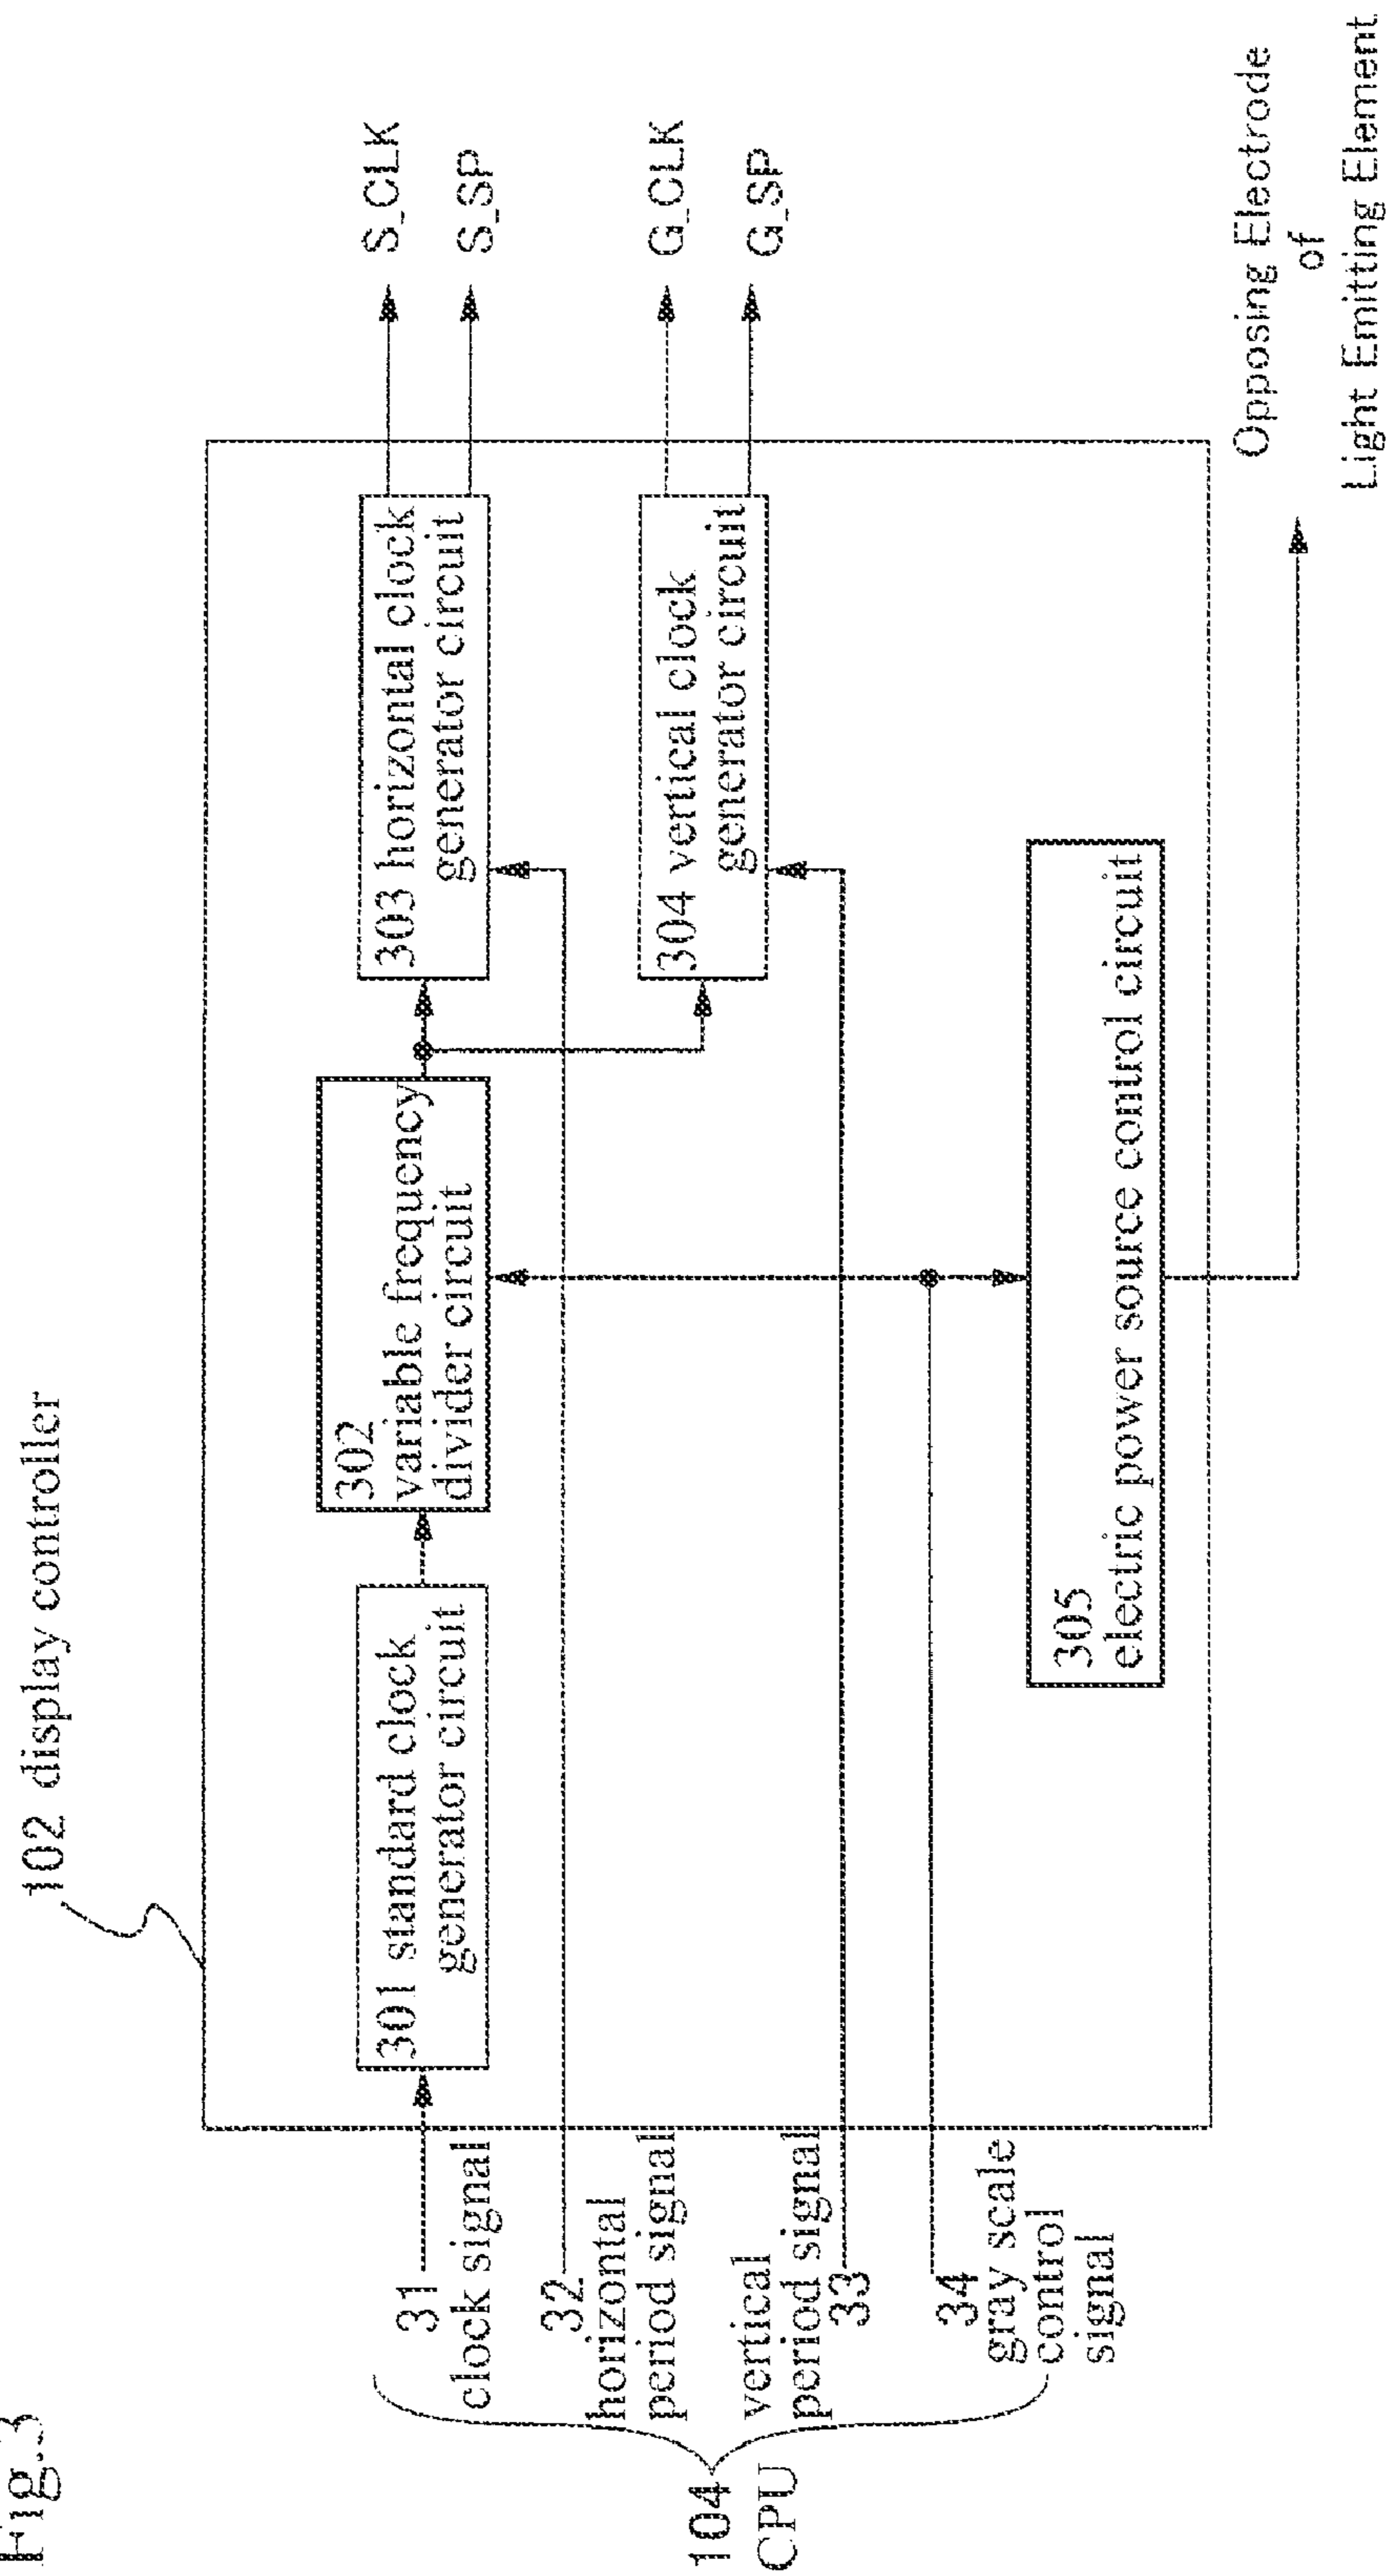 Fig.3
102 display controller
104
CPU
31
clock signal
32
horizontal
period signal
vertical
period signal
33
34
gray scale
control
signal
301 standard clock
generator circuit
302
variable frequency
divider circuit
303 horizontal clock
generator circuit
304 vertical clock
generator circuit
305
electric power source control circuit
S_CLK
S_SP
G_CLK
G_SP
Opposing Electrode
of
Light Emitting Element